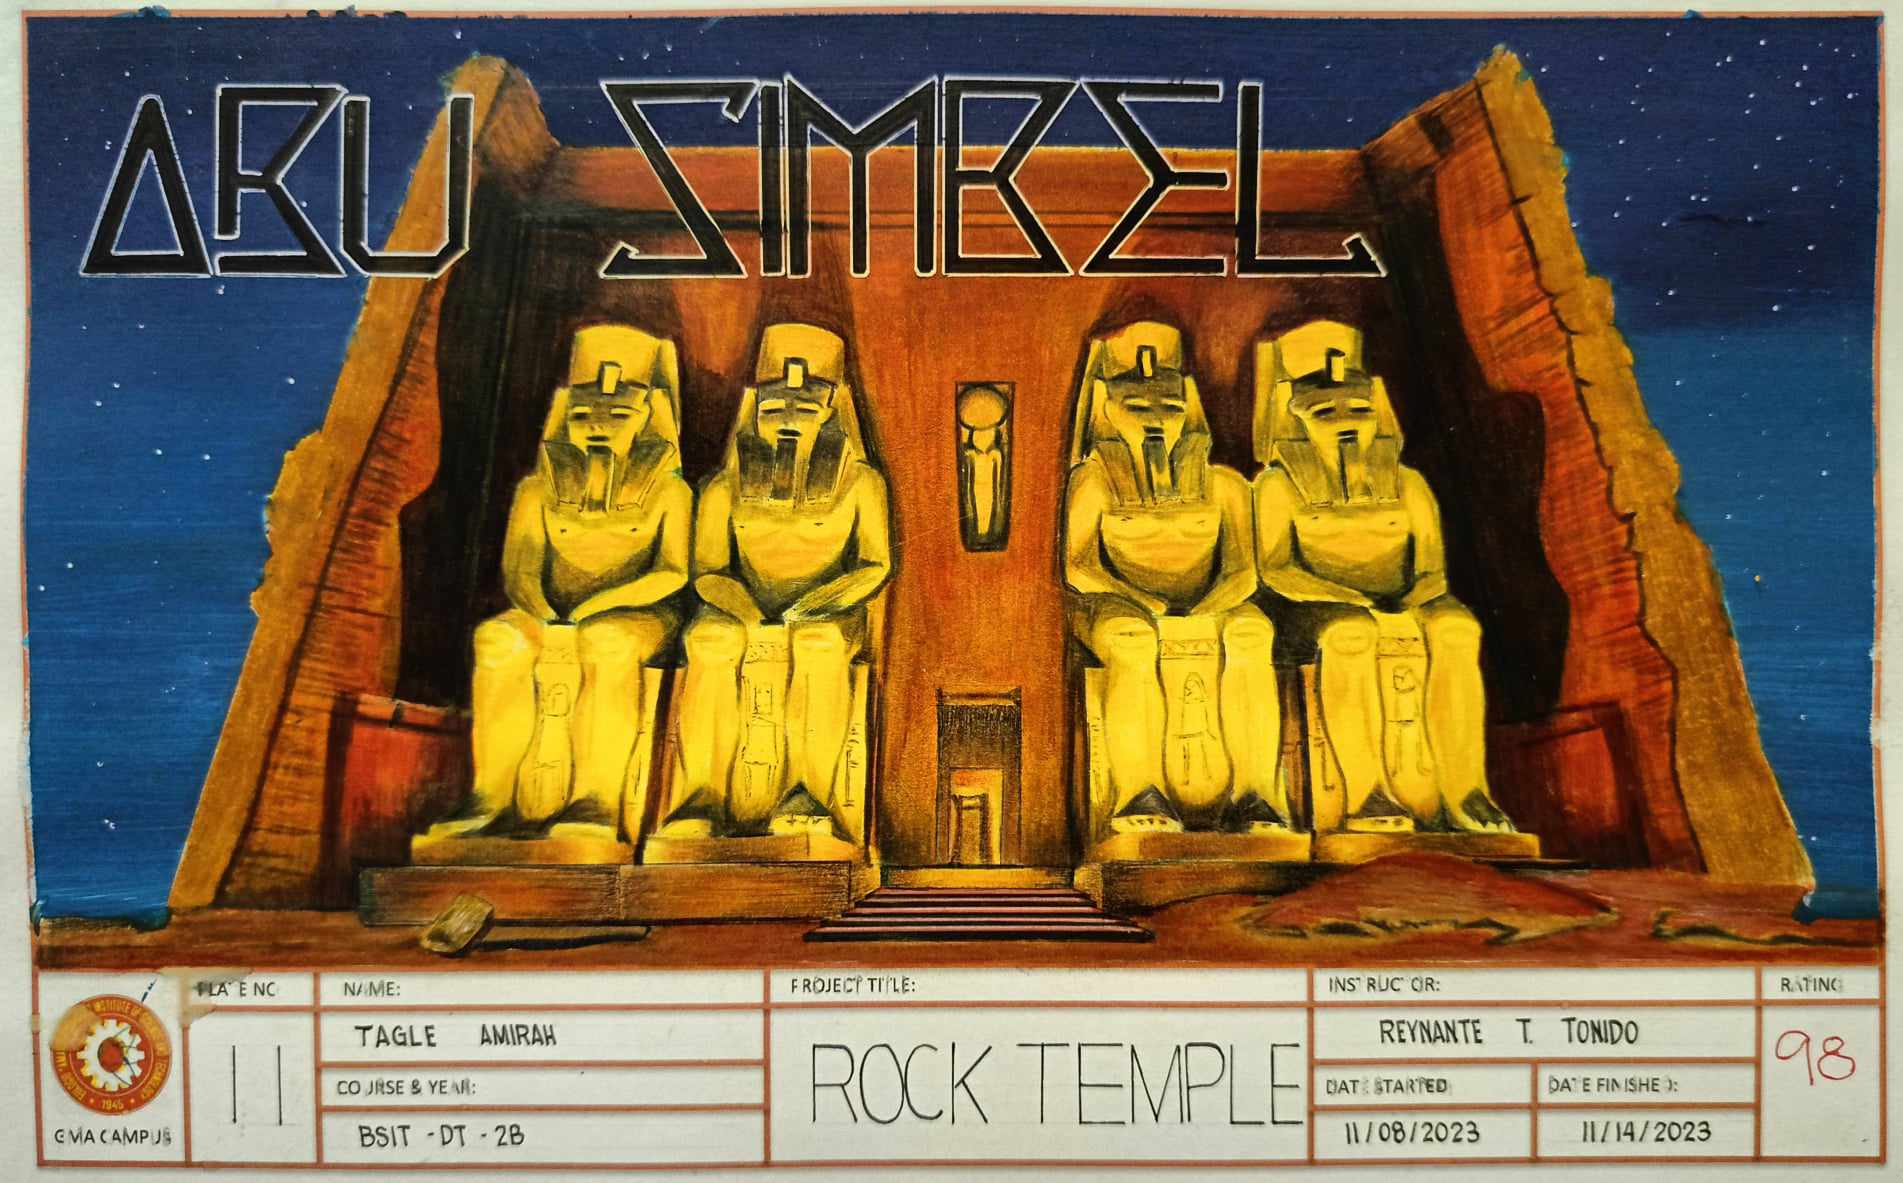 ABU SIMBEL
PLATE NO
NAME:
PROJECT TITLE:
INSTRUCTOR:
RATING
11
TAGLE AMIRAH
ROCK TEMPLE
REYNANTE T. TONIDO
98
COURSE & YEAR:
DATE STARTED
DATE FINISHED:
BSIT - DT - 2B
11/08/2023
11/14/2023
1945
GMA CAMPUS